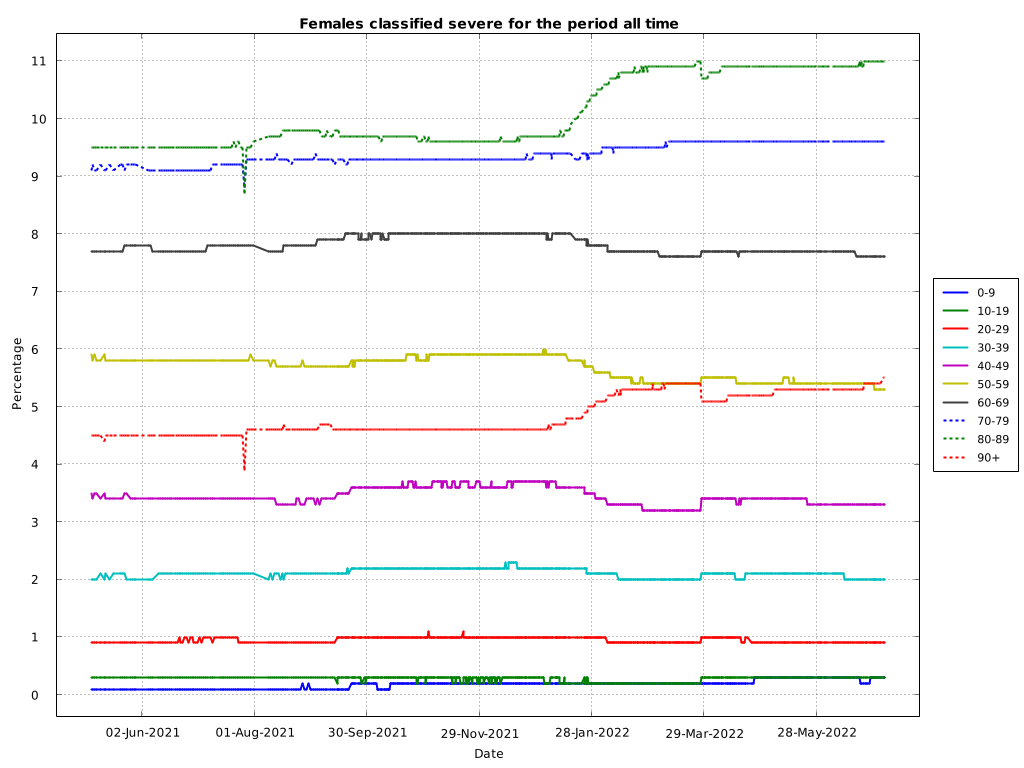 Females classified severe for the period all time
11
10
9
8
7
6
5
4
3
2
1
0
Percentage
02-Jun-2021
01-Aug-2021
30-Sep-2021
29-Nov-2021
28-Jan-2022
29-Mar-2022
28-May-2022
Date
0-9
10-19
20-29
30-39
40-49
50-59
60-69
70-79
80-89
90+